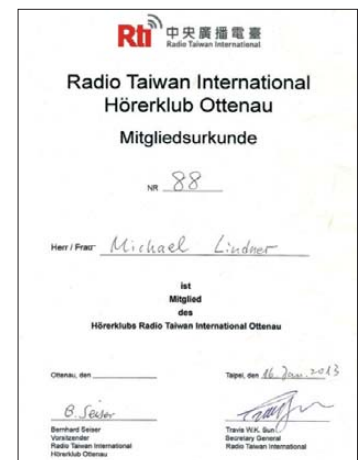 Rti 中央廣播電臺
Radio Taiwan International
Radio Taiwan International
Hörerklub Ottenau
Mitgliedsurkunde
NR 88
Herr / Frau Michael Lindner
ist
Mitglied
des
Hörerklubs Radio Taiwan International Ottenau
Ottenau, den
Taipei, den 16. Jan. 2013
B. Seiser
Bernhard Seiser
Vorsitzender
Radio Taiwan International
Hörerklub Ottenau
Travis W.K. Sun
Secretary General
Radio Taiwan International